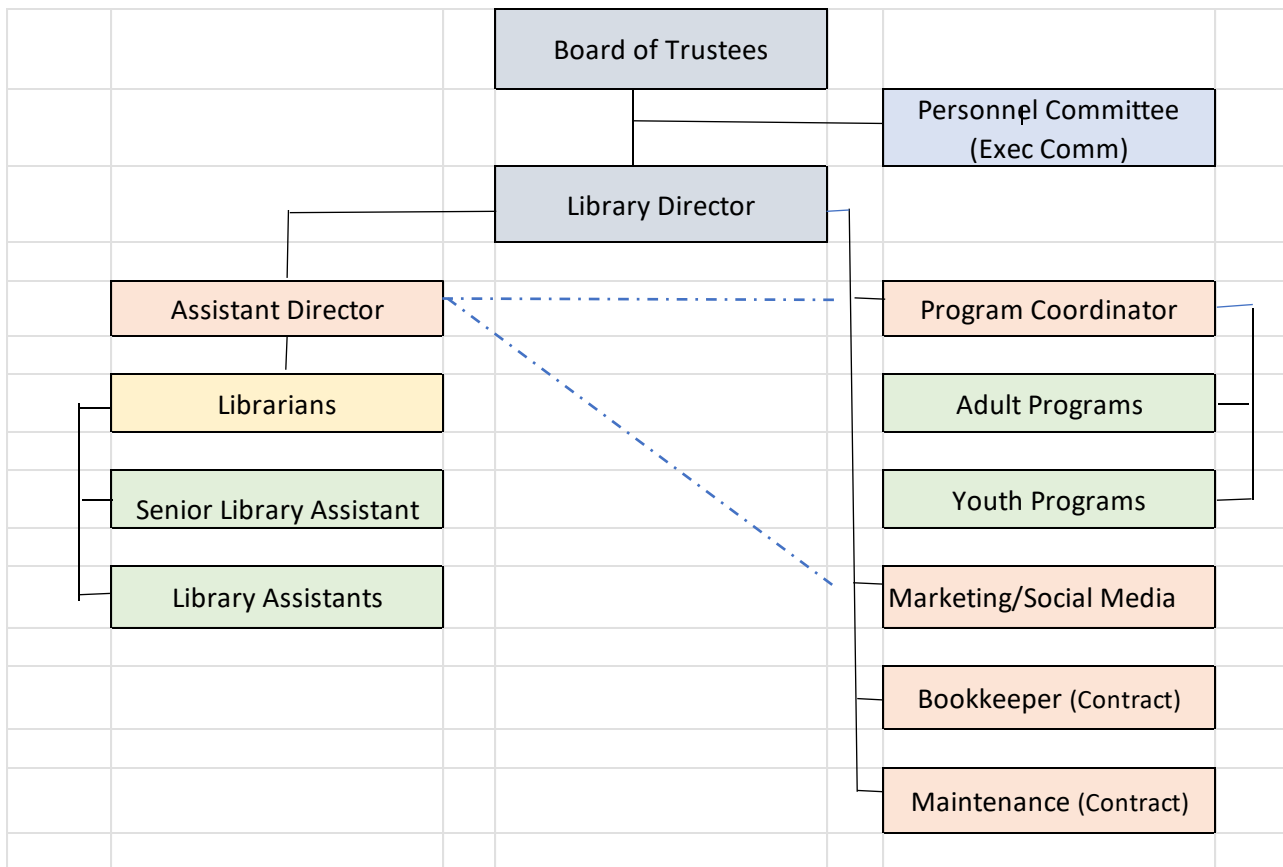 Board of Trustees
Personnel Committee
(Exec Comm)
Library Director
Assistant Director
Program Coordinator
Librarians
Adult Programs
Senior Library Assistant
Youth Programs
Library Assistants
Marketing/Social Media
Bookkeeper (Contract)
Maintenance (Contract)